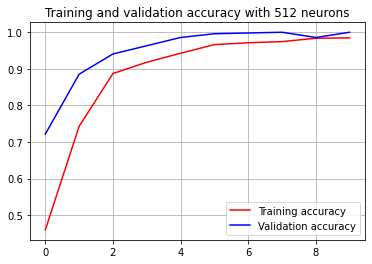 Training and validation accuracy with 512 neurons
1.0
0.9
0.8
0.7
0.6
0.5
Training accuracy
Validation accuracy
0 2 4 6 8